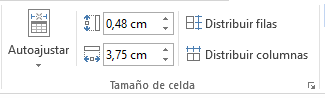 0,48 cm Distribuir filas
Autoajustar 3,75 cm Distribuir columnas
Tamaño de celda